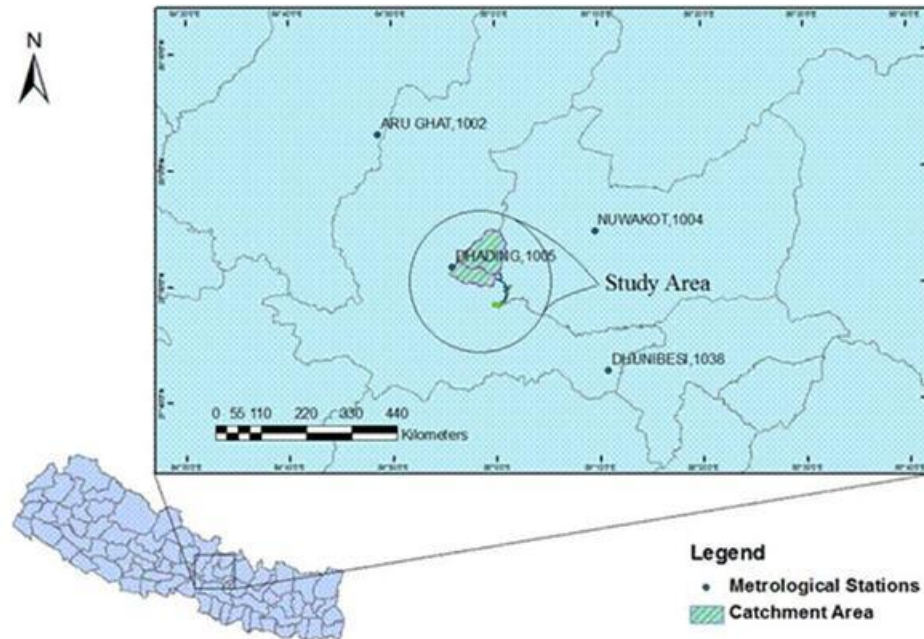 N
ARU GHAT,1002
NUWAKOT,1004
DHADING,1005
Study Area
DHUNIBESI,1038
0 55 110 220 330 440
Kilometers
Legend
Metrological Stations
Catchment Area